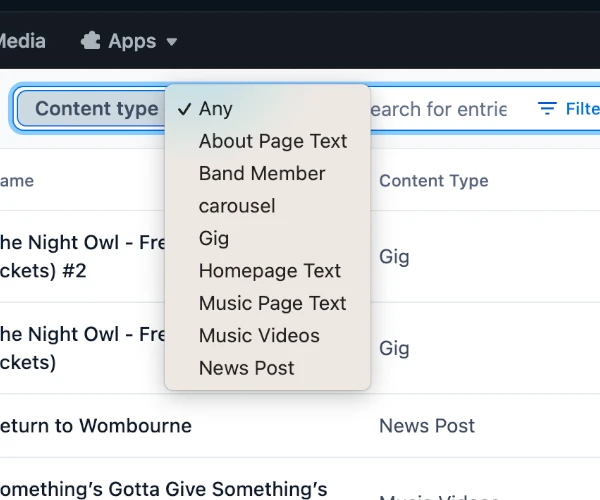 Media Apps
Content type Any earch for entrie Filte
About Page Text
Band Member
carousel
Gig
Homepage Text
Music Page Text
Music Videos
News Post
ame Content Type
he Night Owl - Fre
ckets) #2
Gig
he Night Owl - Fre
ckets)
Gig
eturn to Wombourne News Post
omething's Gotta Give Something's
Music Videos